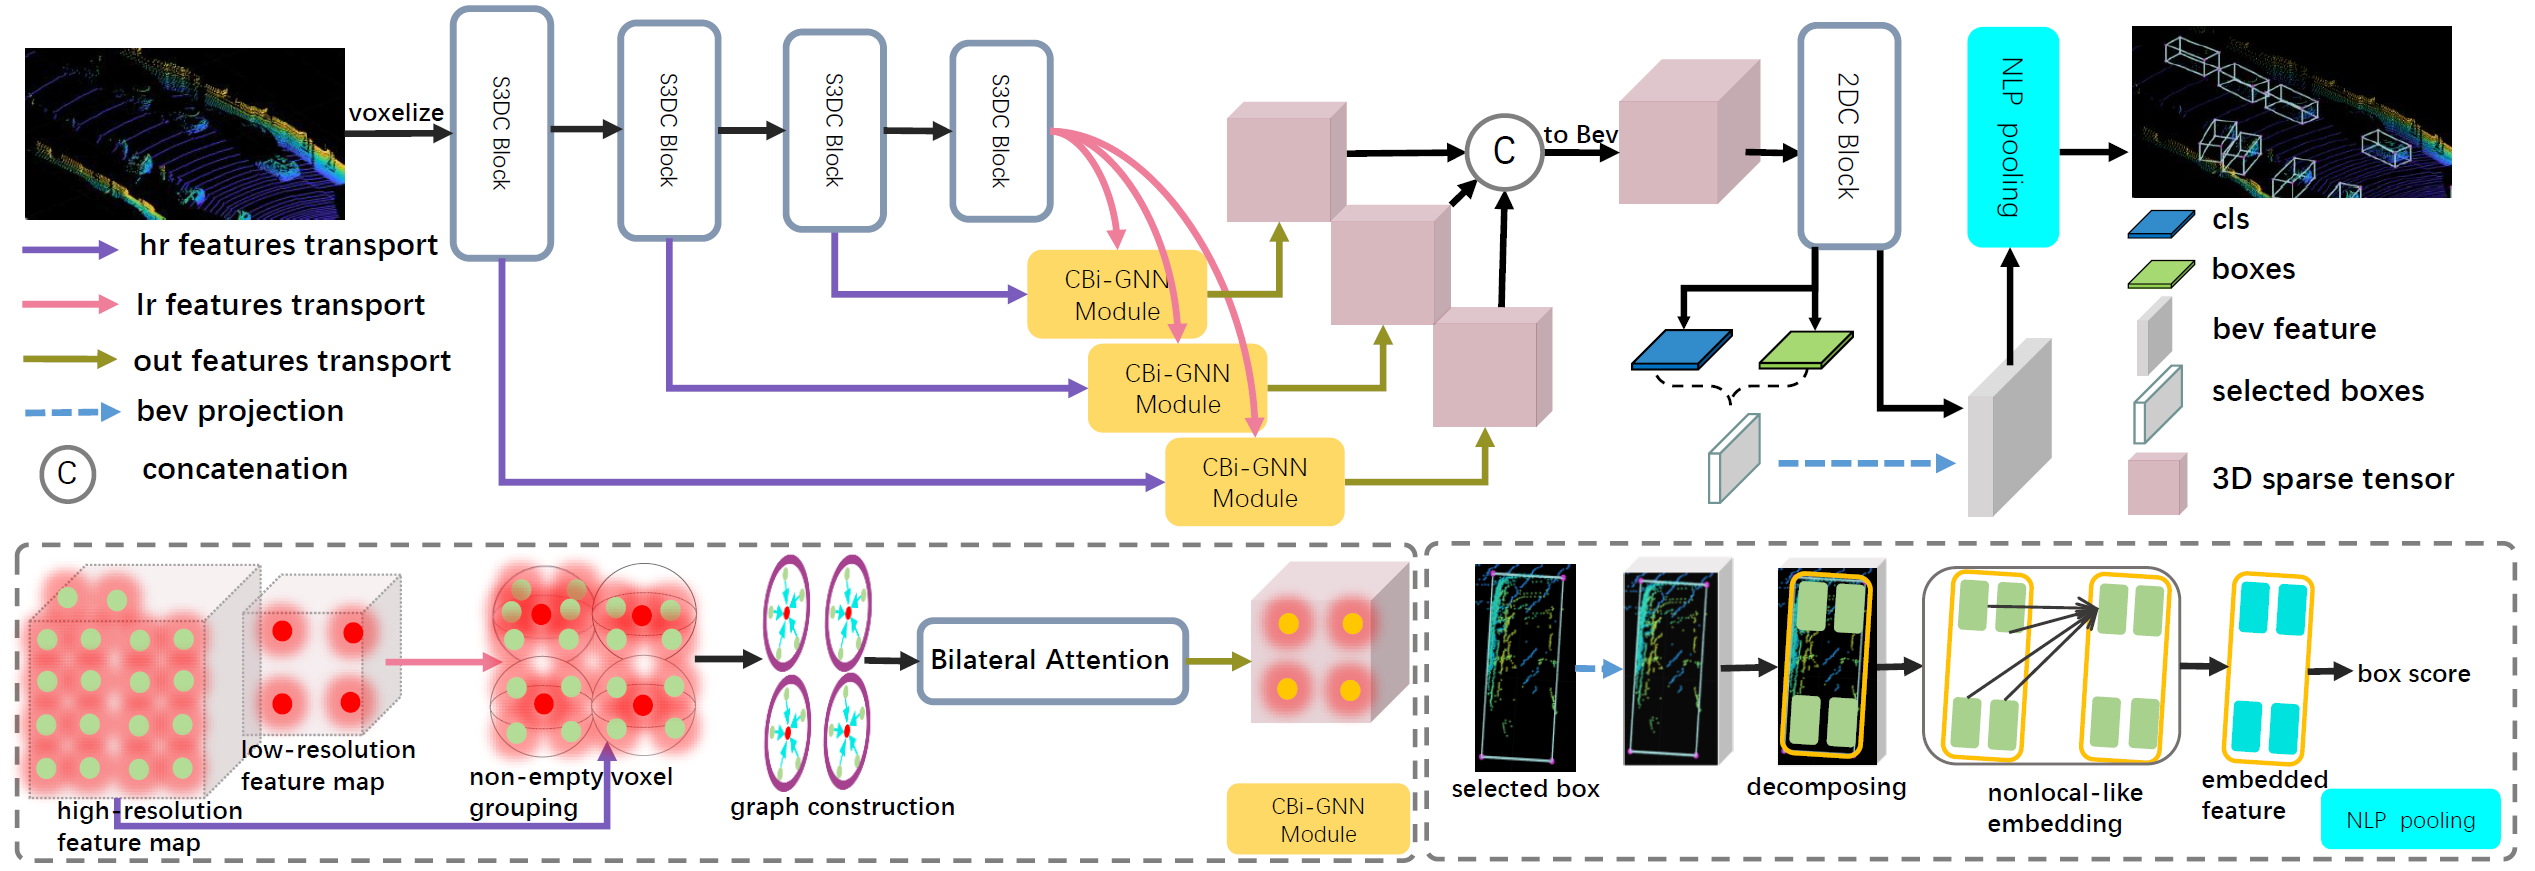 voxelize
S3DC Block
S3DC Block
S3DC Block
S3DC Block
C
to Bev
2DC Block
NLP pooling
hr features transport
lr features transport
out features transport
bev projection
C
concatenation
CBi-GNN
Module
CBi-GNN
Module
CBi-GNN
Module
cls
boxes
bev feature
selected boxes
3D sparse tensor
high-resolution
feature map
low-resolution
feature map
non-empty voxel
grouping
graph construction
Bilateral Attention
CBi-GNN
Module
selected box
decomposing
nonlocal-like
embedding
embedded
feature
box score
NLP pooling